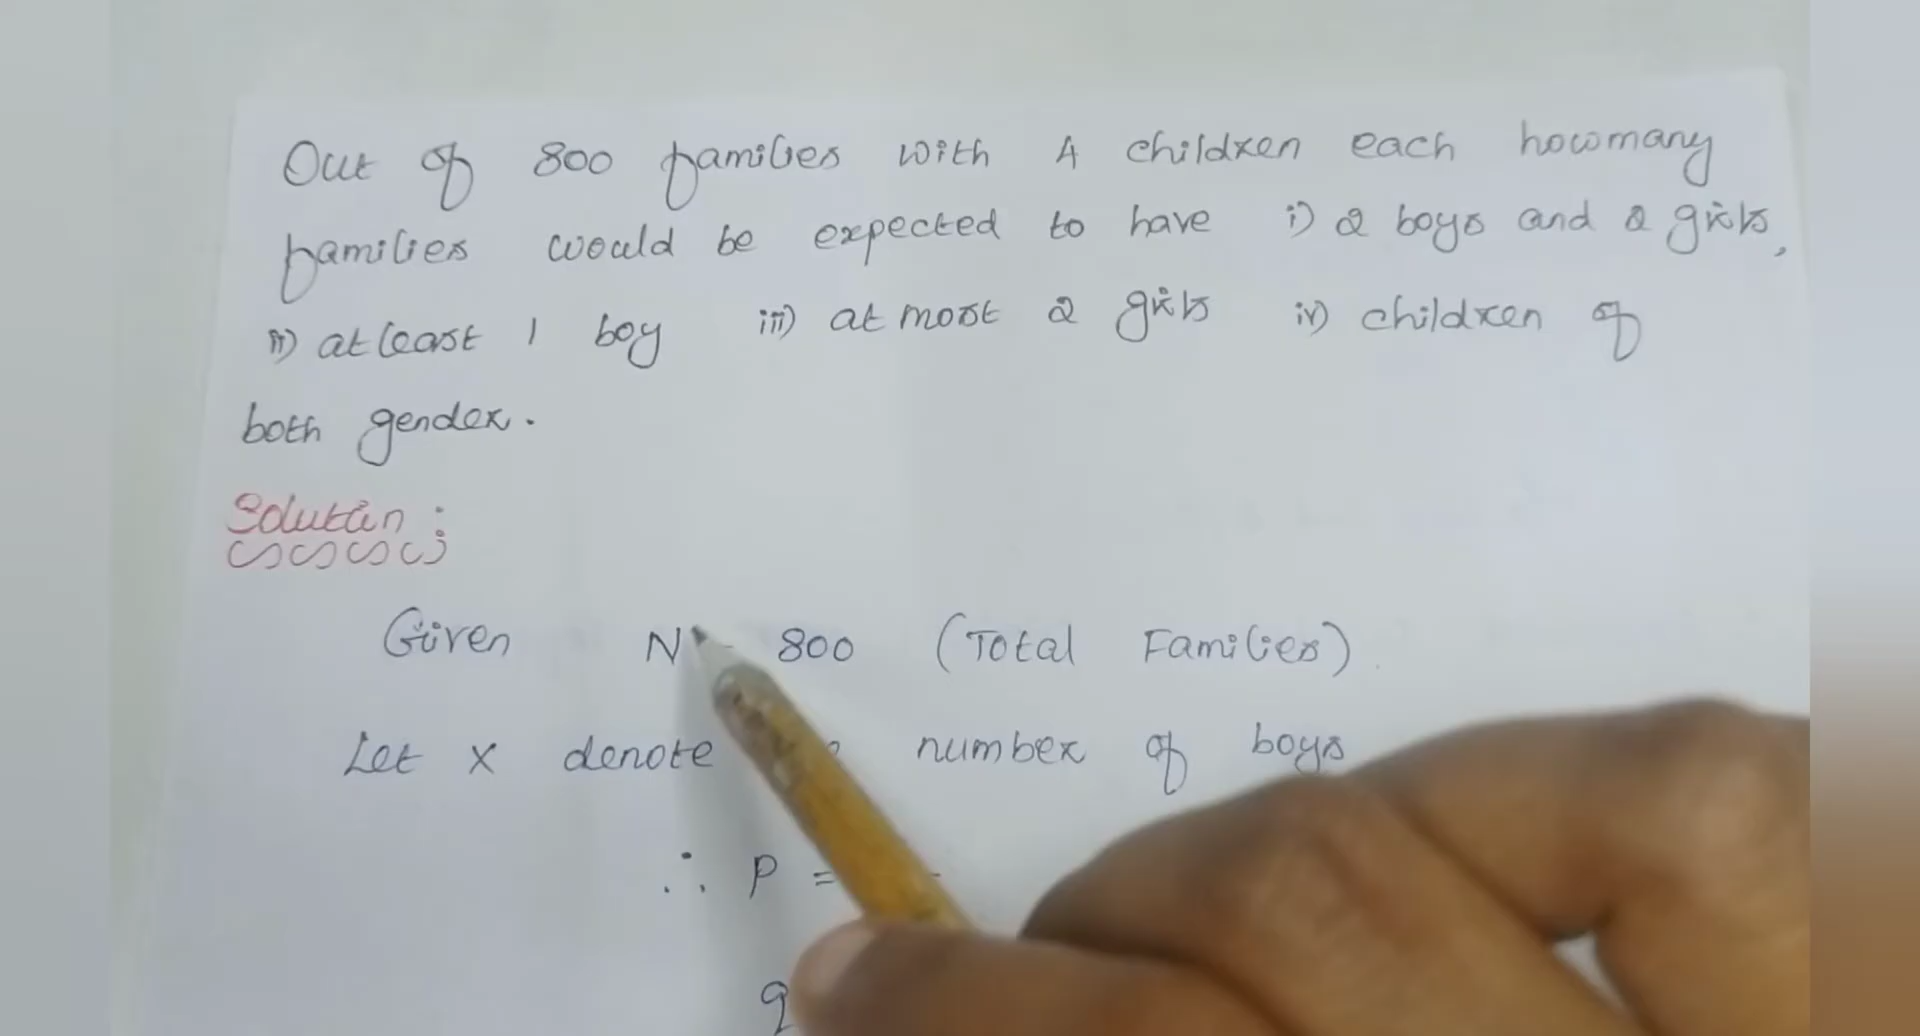 Out of 800 families with 4 children each howmany
families would be expected to have i) 2 boys and 2 girls,
ii) atleast 1 boy iii) atmost 2 girls iv) children of
both gender.
Solution :
Given N 800 (Total Families)
Let X denote number of boys
∴ P =
q